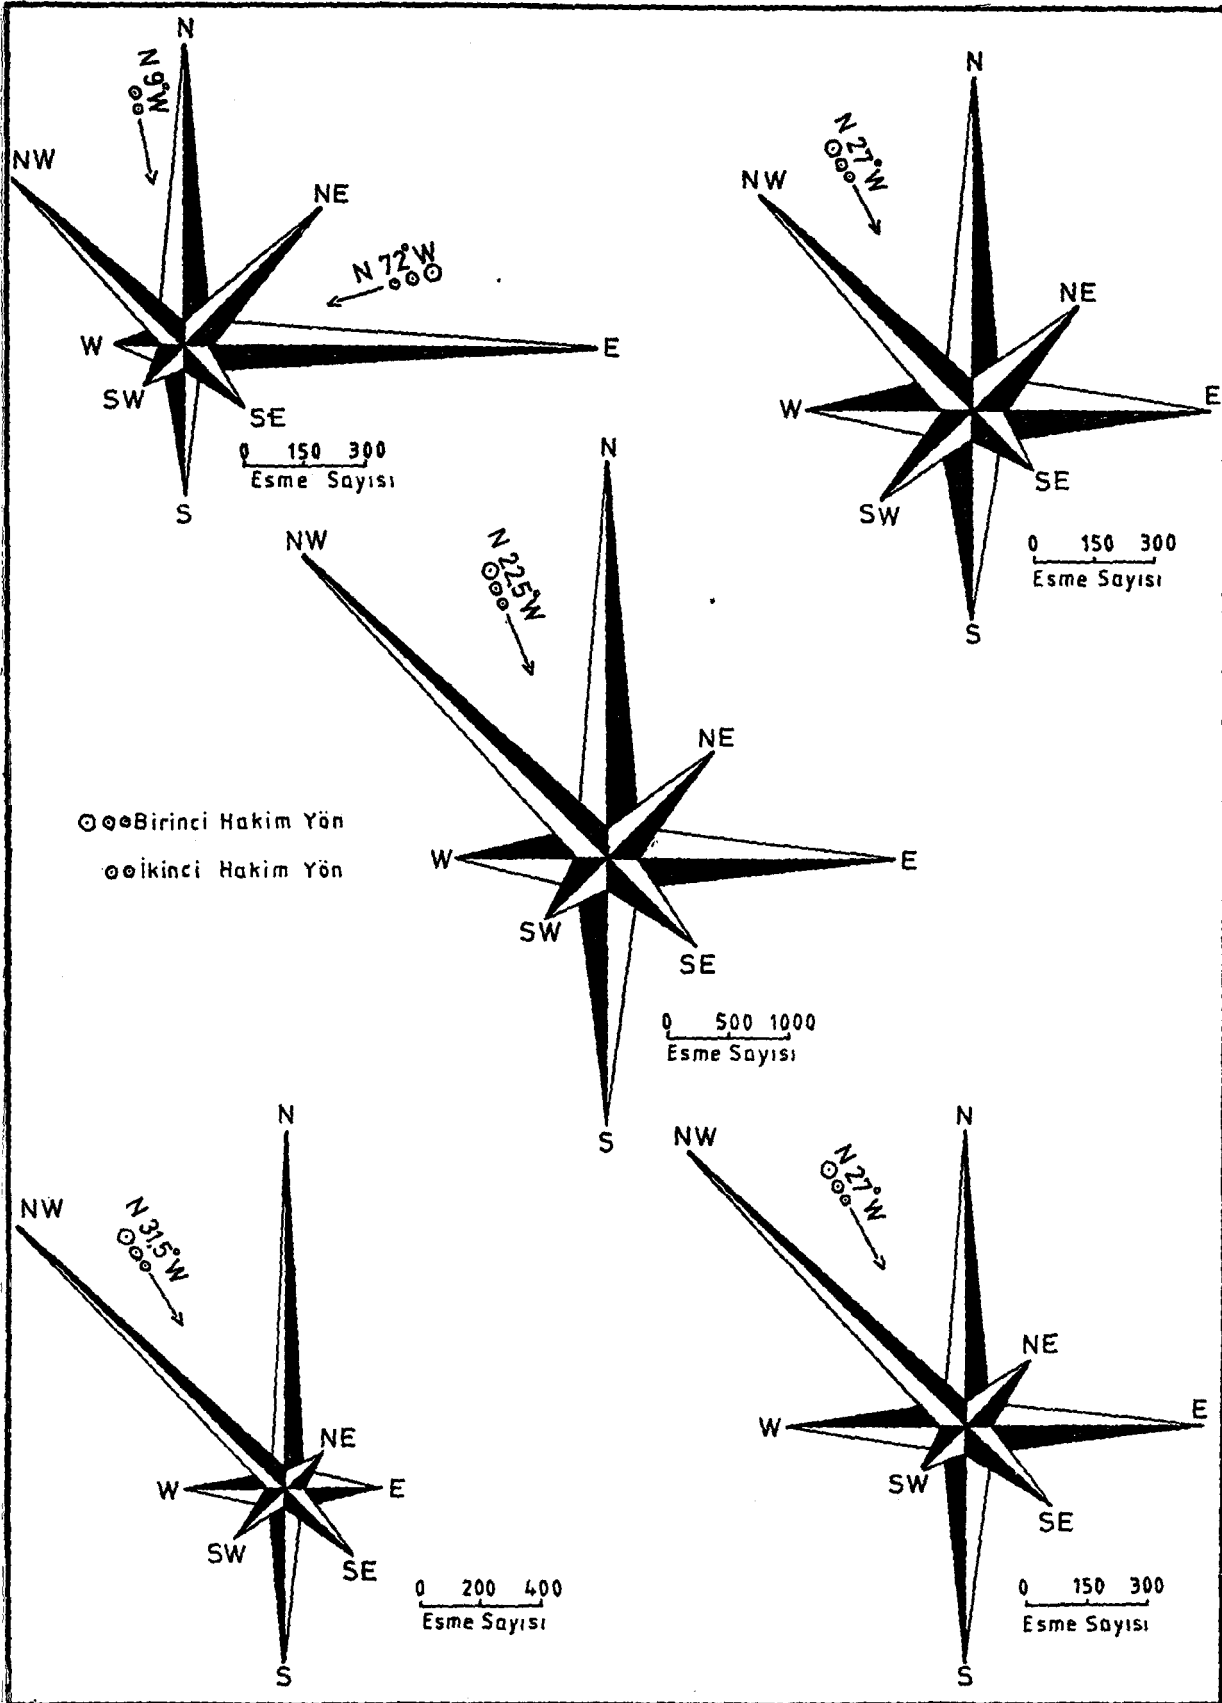 N
N 9°W
NW
NE
N 72°W
W
E
SW
SE
0 150 300
Esme Sayısı
S
N
N 27°W
NW
NE
W
E
SW
SE
0 150 300
Esme Sayısı
S
N
NW
N 22,5°W
NE
Birinci Hakim Yön
İkinci Hakim Yön
W
E
SW
SE
0 500 1000
Esme Sayısı
S
N
NW
N 31,5°W
NE
W
E
SW
SE
0 200 400
Esme Sayısı
S
N
NW
N 27°W
NE
W
E
SW
SE
0 150 300
Esme Sayısı
S